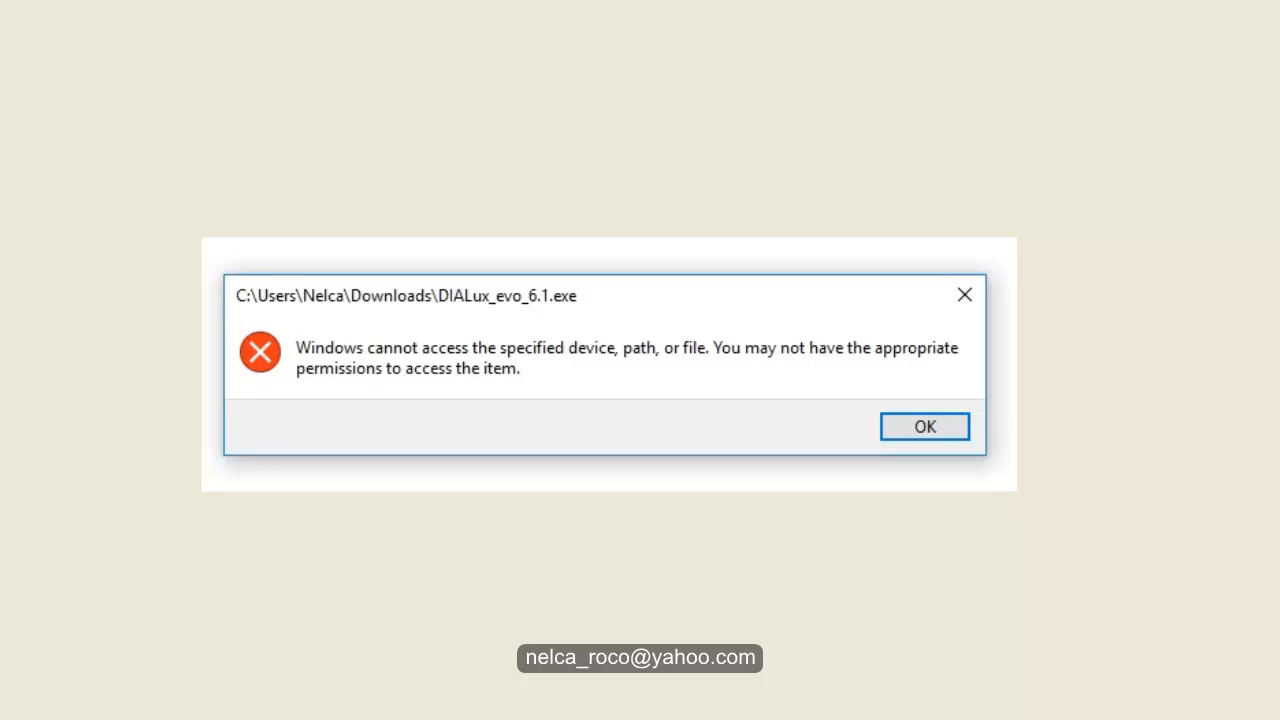 C:\Users\Nelca\Downloads\DIALux_evo_6.1.exe
Windows cannot access the specified device, path, or file. You may not have the appropriate
permissions to access the item.
OK
nelca_roco@yahoo.com